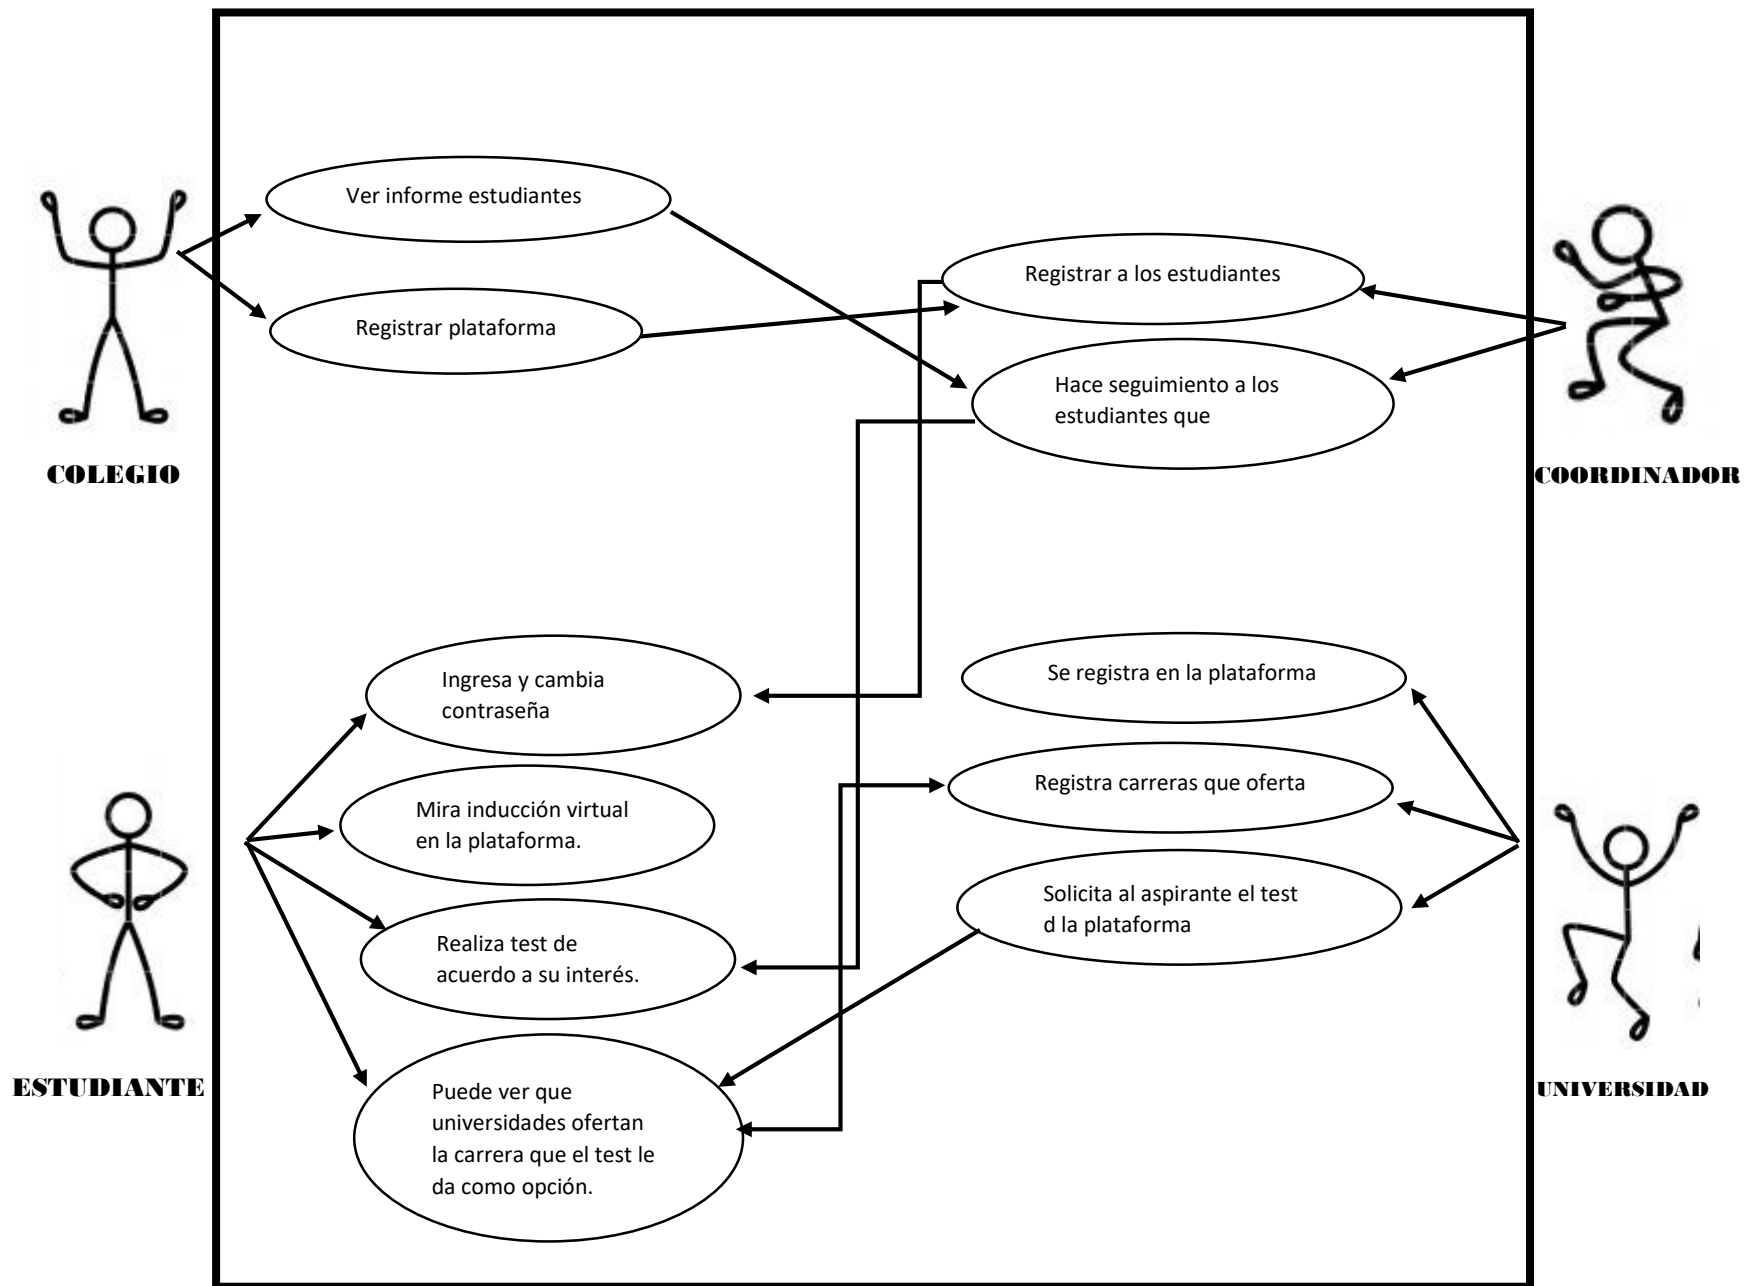 Ver informe estudiantes
Registrar a los estudiantes
Registrar plataforma
Hace seguimiento a los
estudiantes que
COLEGIO
COORDINADOR
Ingresa y cambia
contraseña
Se registra en la plataforma
Mira inducción virtual
en la plataforma.
Registra carreras que oferta
Realiza test de
acuerdo a su interés.
Solicita al aspirante el test
d la plataforma
Puede ver que
universidades ofertan
la carrera que el test le
da como opción.
ESTUDIANTE
UNIVERSIDAD